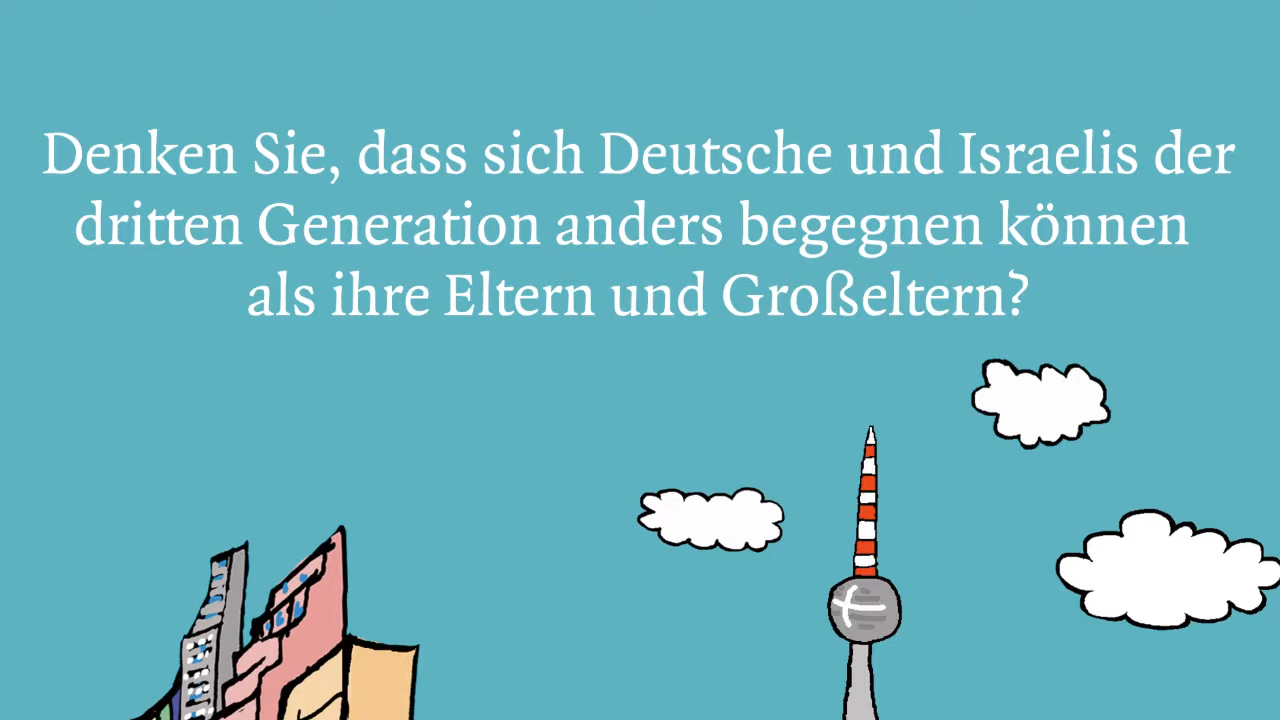 Denken Sie, dass sich Deutsche und Israelis der
dritten Generation anders begegnen können
als ihre Eltern und Großeltern?